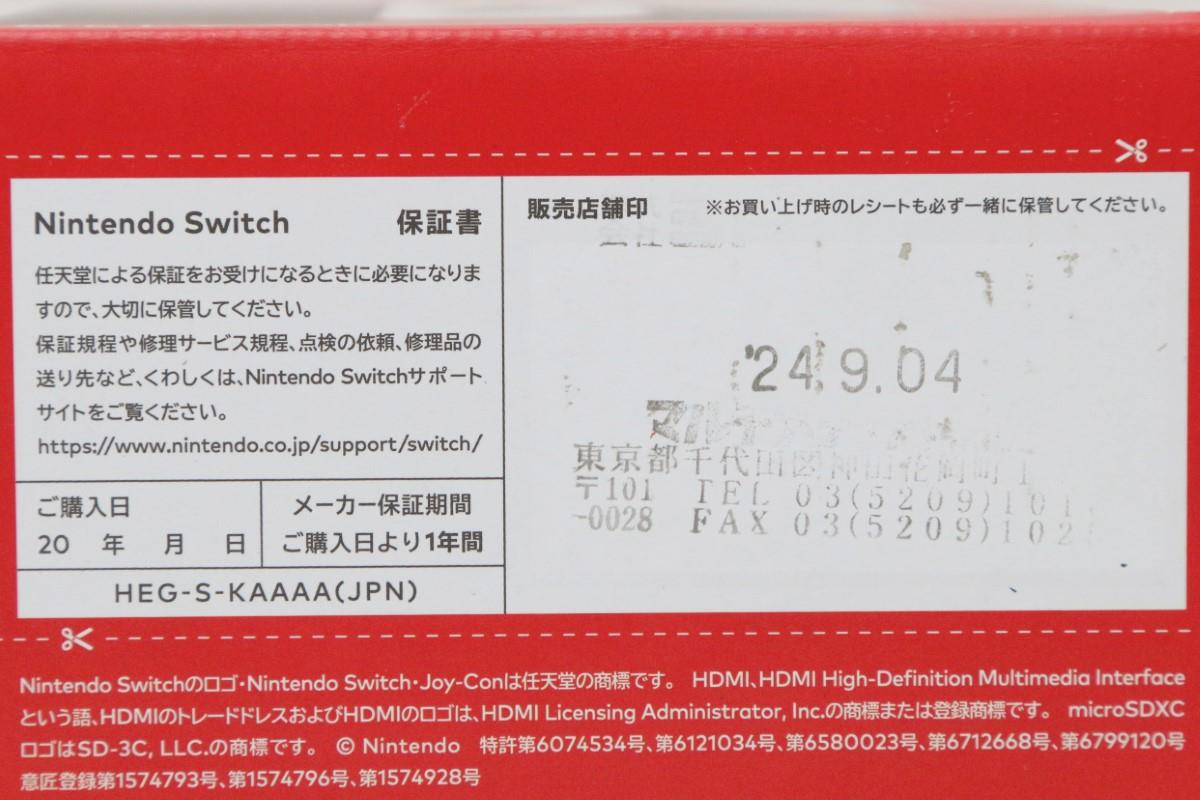 Nintendo Switch 保証書
任天堂による保証をお受けになるときに必要になりま
すので、大切に保管してください。
保証規程や修理サービス規程、点検の依頼、修理品の
送り先など、くわしくは、Nintendo Switchサポート
サイトをご覧ください。
https://www.nintendo.co.jp/support/switch/
ご購入日
20 年 月 日
メーカー保証期間
ご購入日より1年間
HEG-S-KAAAA(JPN)
販売店舗印 ※お買い上げ時のレシートも必ず一緒に保管してください。
'24.9.04
東京都千代田区神田花岡町
〒101 TEL 03(5209)101
-0028 FAX 03(5209)102
Nintendo Switchのロゴ・Nintendo Switch・Joy-Conは任天堂の商標です。 HDMI、HDMI High-Definition Multimedia Interface
という語、HDMIのトレードドレスおよびHDMIのロゴは、HDMI Licensing Administrator, Inc.の商標または登録商標です。 microSDXC
ロゴはSD-3C, LLC.の商標です。 © Nintendo 特許第6074534号、第6121034号、第6580023号、第6712668号、第6799120号
意匠登録第1574793号、第1574796号、第1574928号